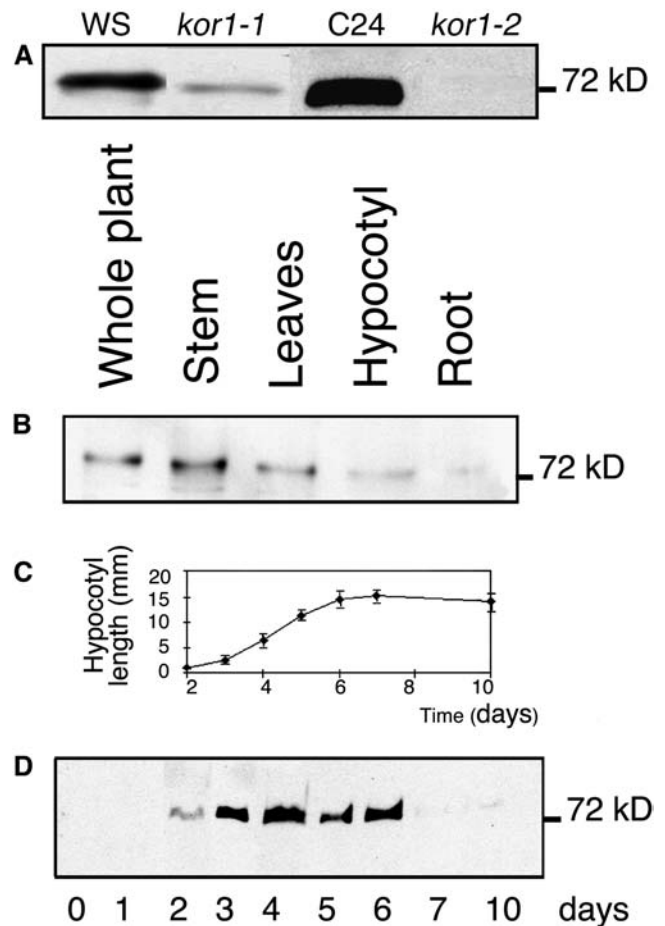 WS kor1-1 C24 kor1-2
A
72 kD
Whole plant
Stem
Leaves
Hypocotyl
Root
B
72 kD
C
Hypocotyl
length (mm)
20
15
10
5
0
2 4 6 8 10
Time (days)
D
72 kD
0 1 2 3 4 5 6 7 10 days